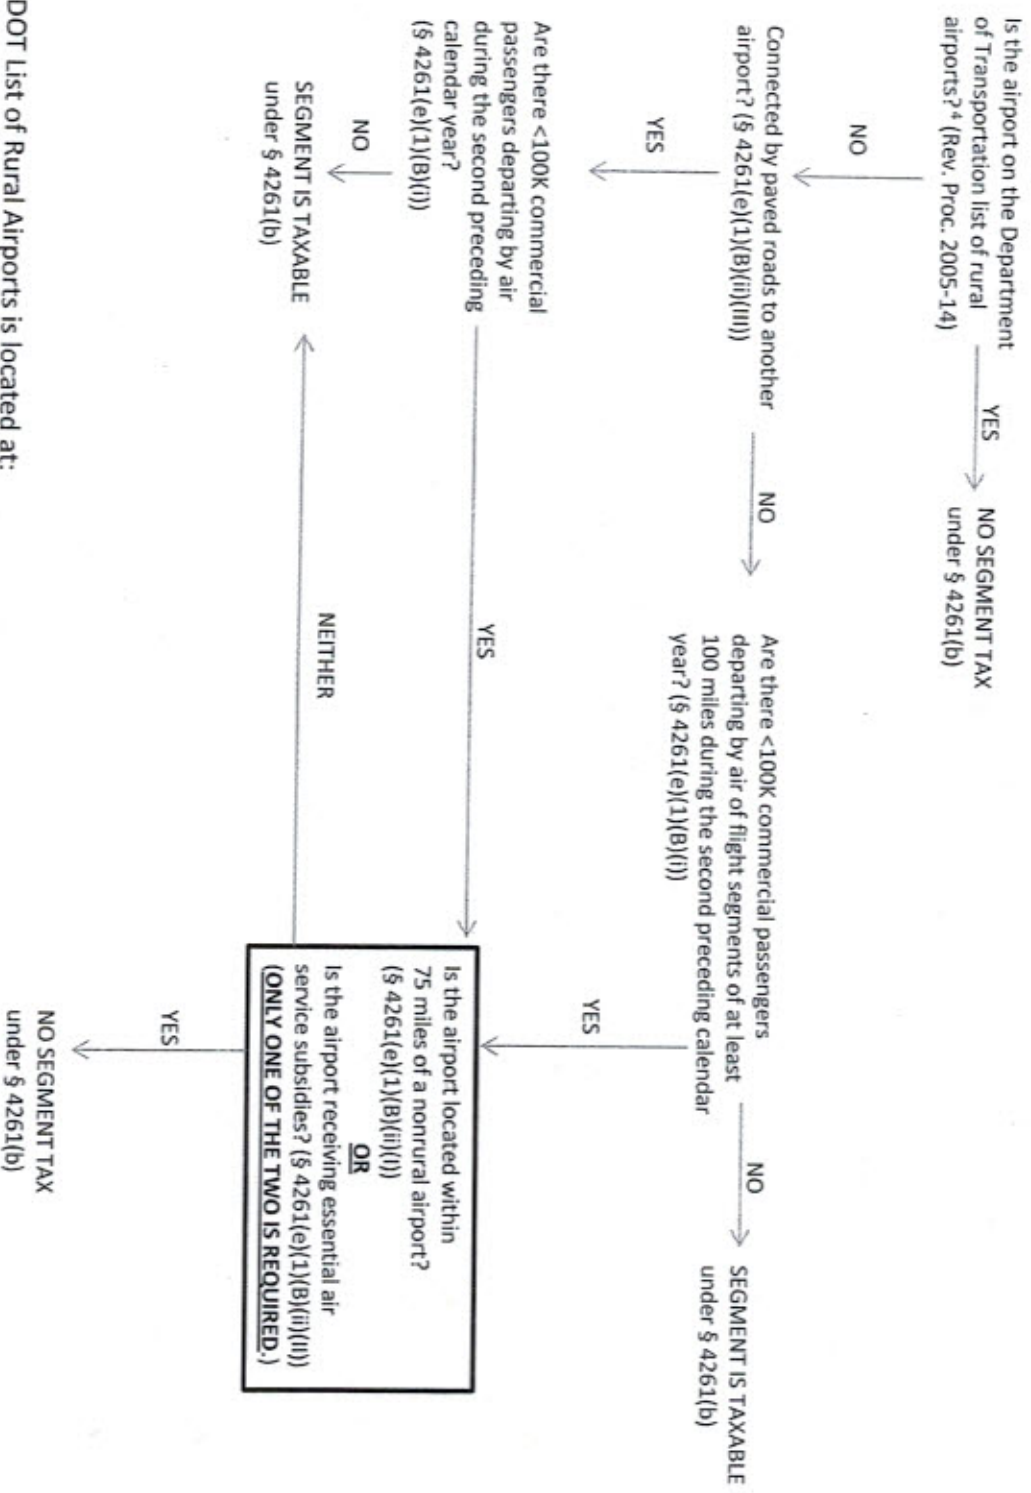 Is the airport on the Department
of Transportation list of rural
airports?⁴ (Rev. Proc. 2005-14)
YES
NO SEGMENT TAX
under § 4261(b)
NO
Connected by paved roads to another
airport? (§ 4261(e)(1)(B)(ii)(III))
NO
Are there <100K commercial passengers
departing by air of flight segments of at least
100 miles during the second preceding calendar
year? (§ 4261(e)(1)(B)(i))
NO
SEGMENT IS TAXABLE
under § 4261(b)
YES
YES
Are there <100K commercial
passengers departing by air
during the second preceding
calendar year?
(§ 4261(e)(1)(B)(i))
YES
Is the airport located within
75 miles of a nonrural airport?
(§ 4261(e)(1)(B)(ii)(I))
OR
Is the airport receiving essential air
service subsidies? (§ 4261(e)(1)(B)(ii)(II))
(ONLY ONE OF THE TWO IS REQUIRED.)
NO
NEITHER
SEGMENT IS TAXABLE
under § 4261(b)
YES
NO SEGMENT TAX
under § 4261(b)
DOT List of Rural Airports is located at::